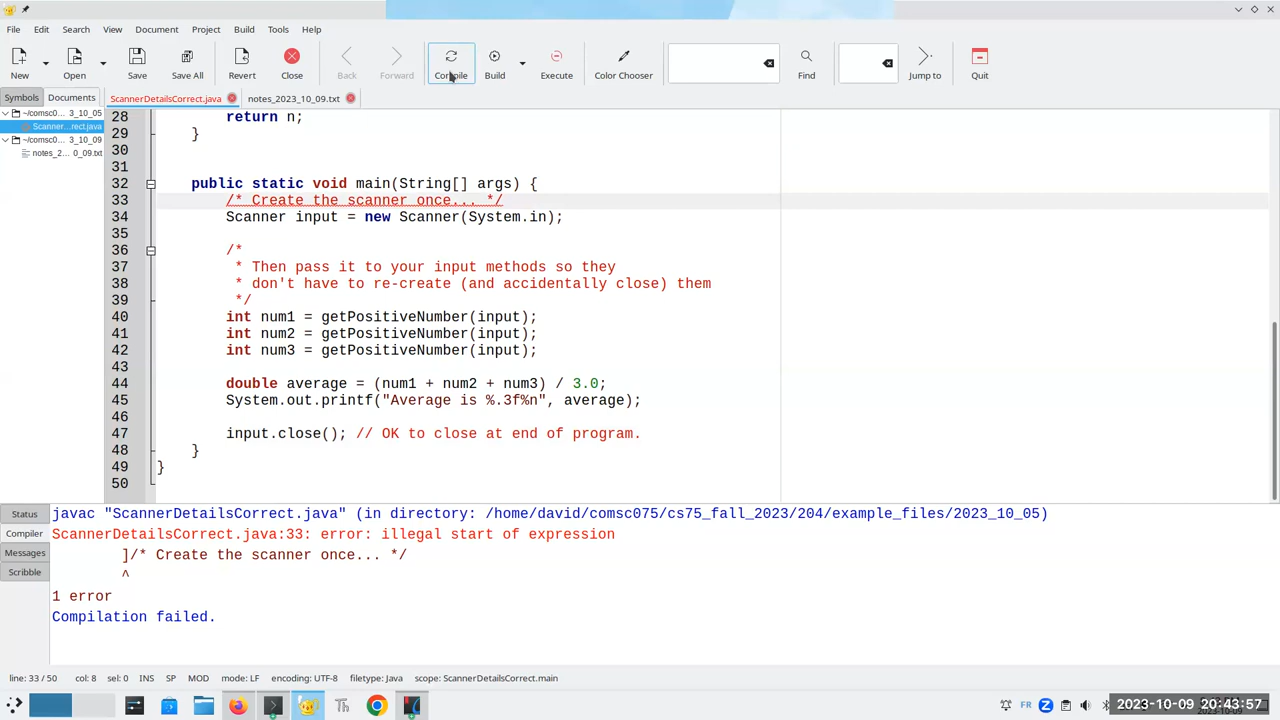 File Edit Search View Document Project Build Tools Help
New Open Save Save All Revert Close Back Forward Compile Build Execute Color Chooser Find Jump to Quit
Symbols Documents ScannerDetailsCorrect.java notes_2023_10_09.txt
~/comsc0... 3_10_05
Scanner...rect.java
~/comsc0... 3_10_09
notes_2... 0_09.txt
28 return n;
29 }
30
31
32 public static void main(String[] args) {
33 /* Create the scanner once... */
34 Scanner input = new Scanner(System.in);
35
36 /*
37 * Then pass it to your input methods so they
38 * don't have to re-create (and accidentally close) them
39 */
40 int num1 = getPositiveNumber(input);
41 int num2 = getPositiveNumber(input);
42 int num3 = getPositiveNumber(input);
43
44 double average = (num1 + num2 + num3) / 3.0;
45 System.out.printf("Average is %.3f%n", average);
46
47 input.close(); // OK to close at end of program.
48 }
49 }
50
Status
Compiler
Messages
Scribble
javac "ScannerDetailsCorrect.java" (in directory: /home/david/comsc075/cs75_fall_2023/204/example_files/2023_10_05)
ScannerDetailsCorrect.java:33: error: illegal start of expression
]/* Create the scanner once... */
^
1 error
Compilation failed.
line: 33 / 50 col: 8 sel: 0 INS SP MOD mode: LF encoding: UTF-8 filetype: Java scope: ScannerDetailsCorrect.main
FR 2023-10-09 20:43:57